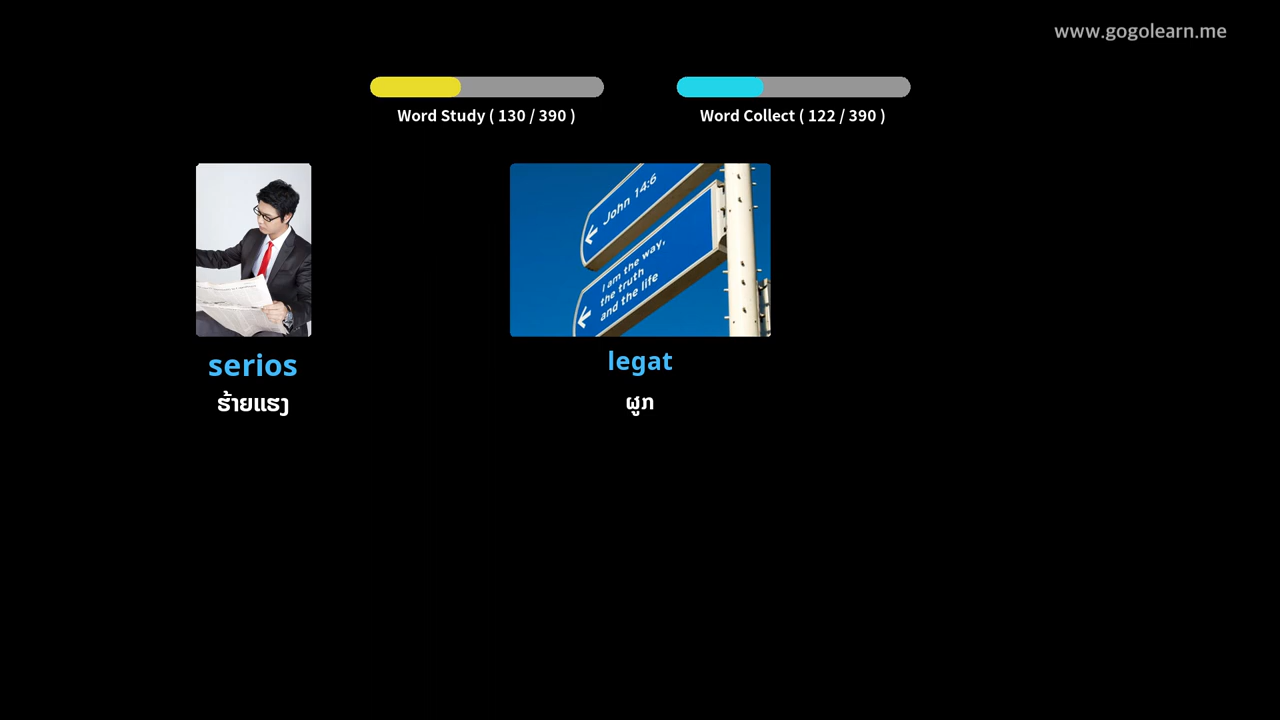 www.gogolearn.me
Word Study ( 130 / 390 )
Word Collect ( 122 / 390 )
John 14:6
I am the way,
the truth
and the life
serios
ຮ້າຍແຮງ
legat
ຜູກ